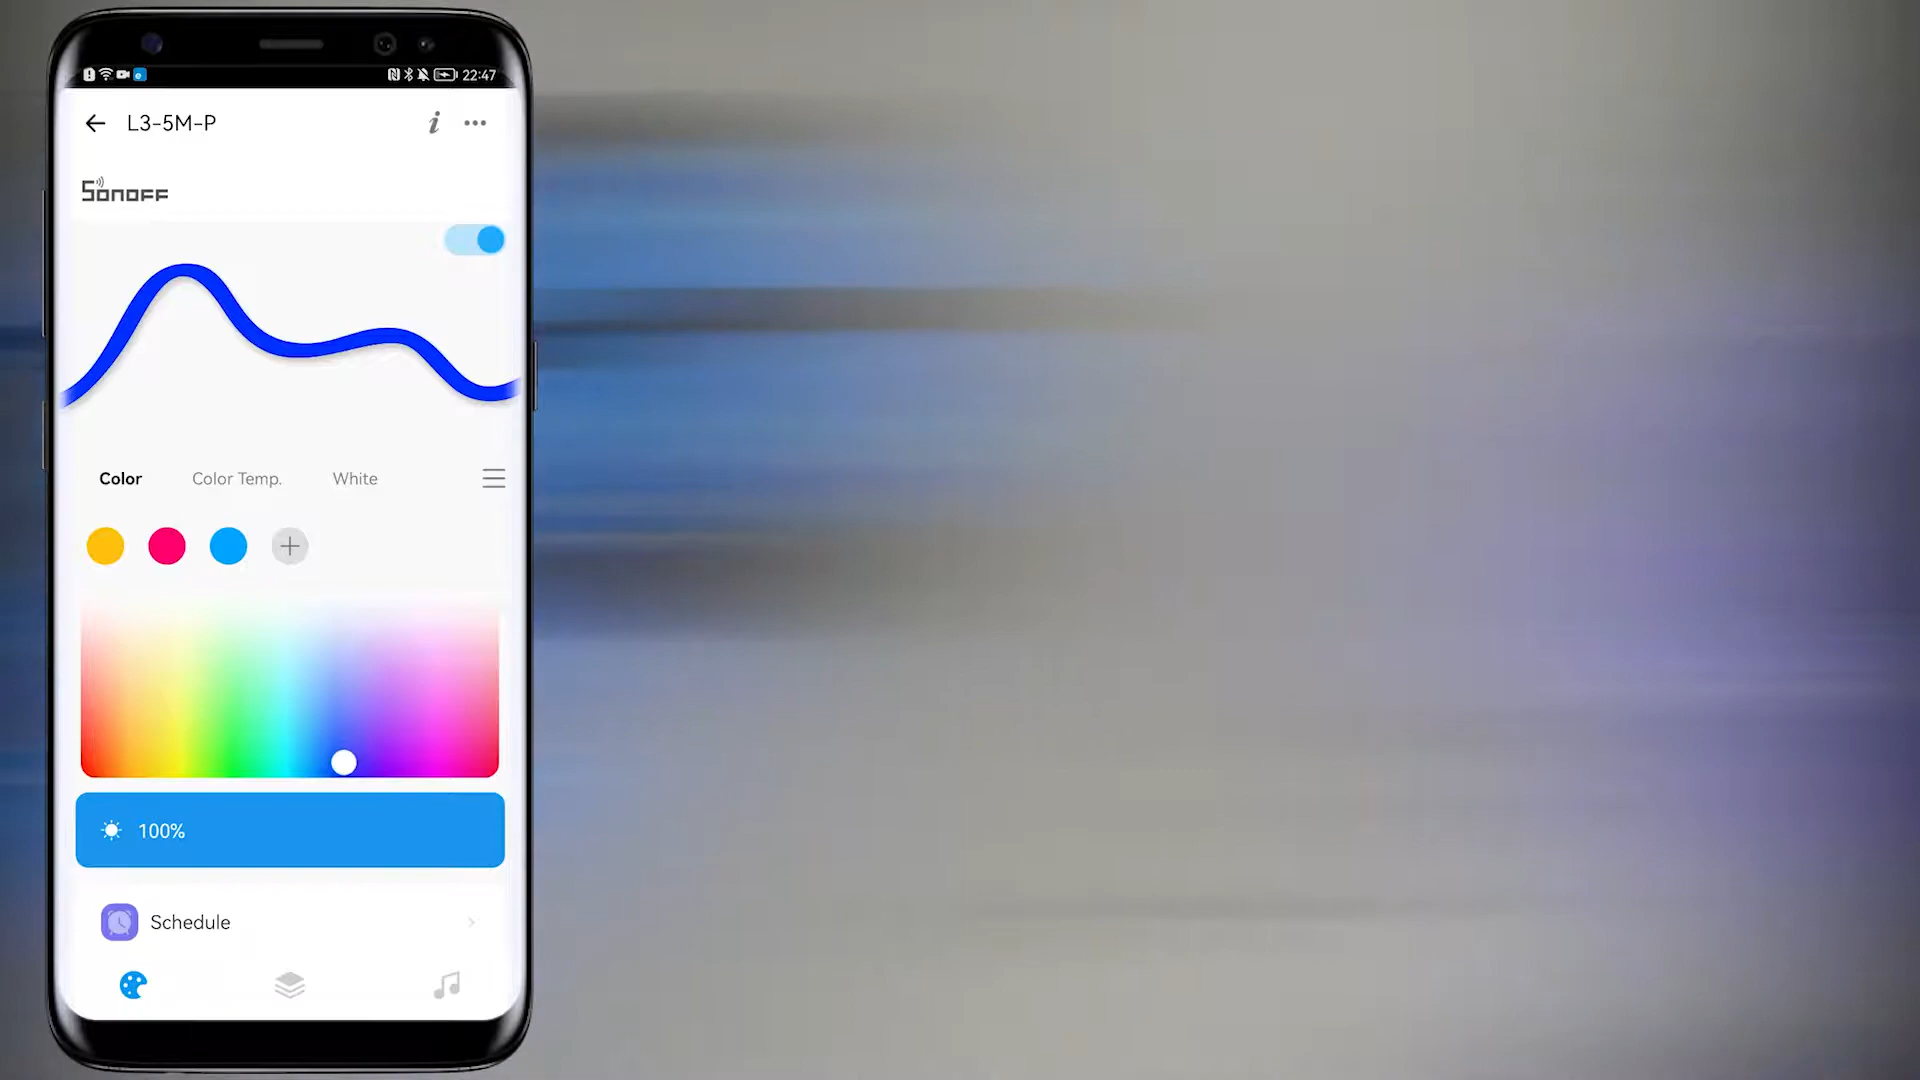 22:47
L3-5M-P
SONOFF
Color Color Temp. White
100%
Schedule